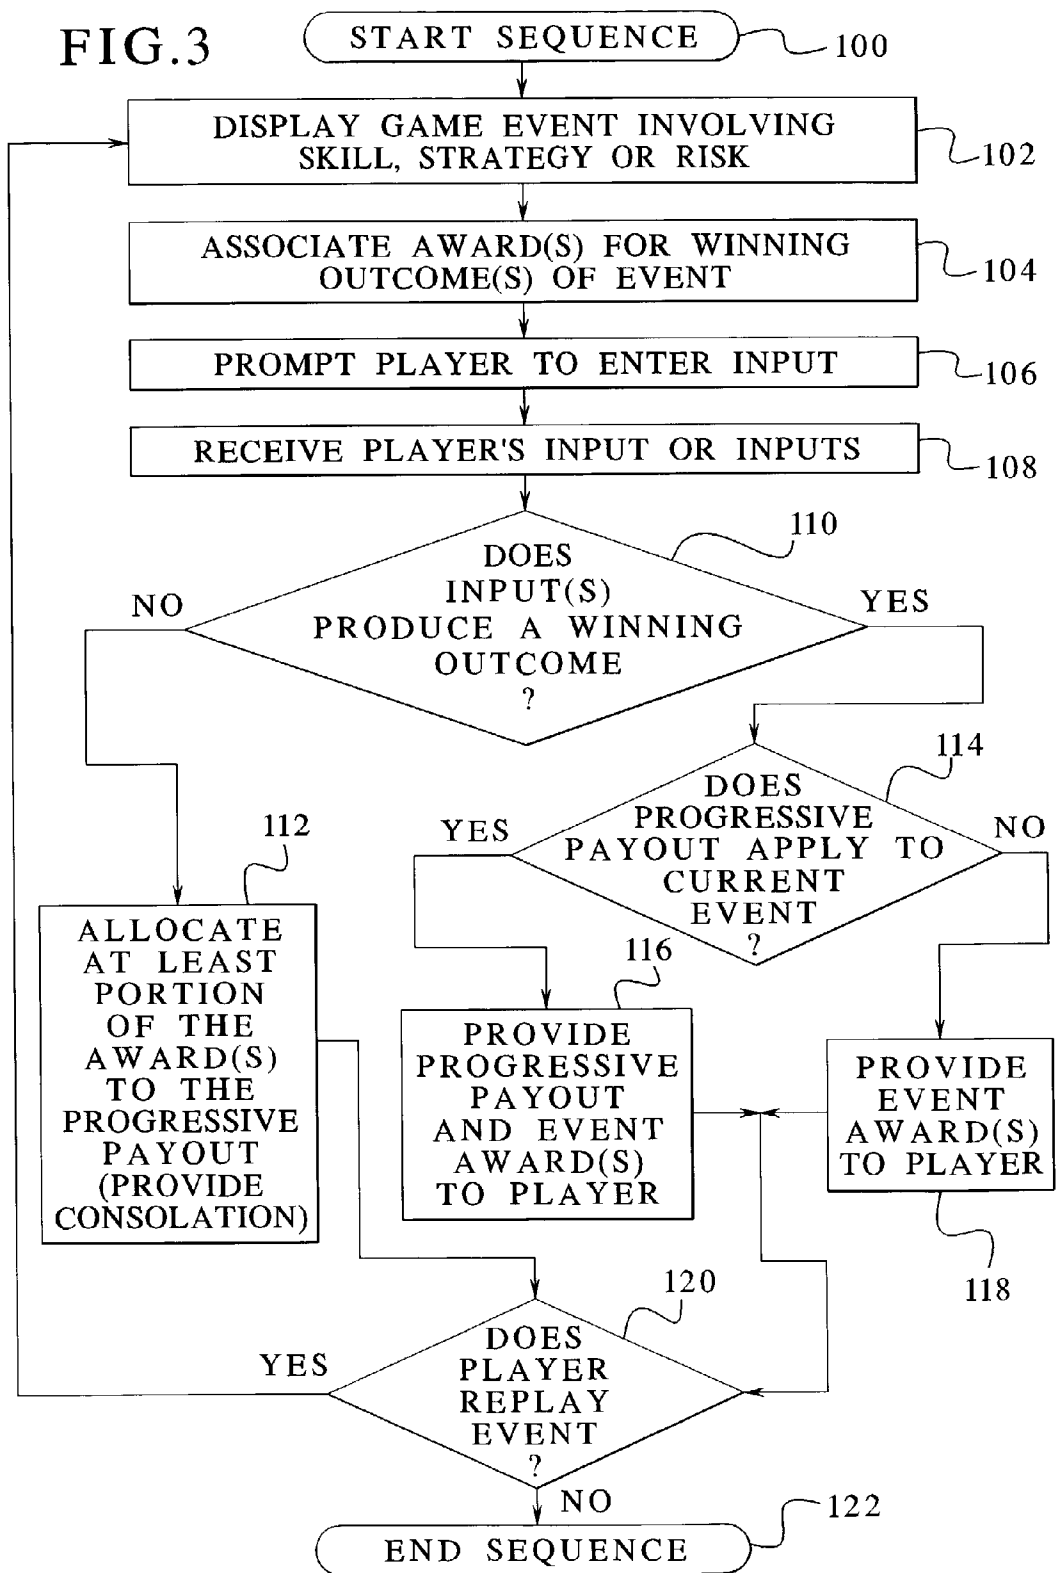 FIG.3
START SEQUENCE
100
DISPLAY GAME EVENT INVOLVING
SKILL, STRATEGY OR RISK
102
ASSOCIATE AWARD(S) FOR WINNING
OUTCOME(S) OF EVENT
104
PROMPT PLAYER TO ENTER INPUT
106
RECEIVE PLAYER'S INPUT OR INPUTS
108
110
DOES
INPUT(S)
PRODUCE A WINNING
OUTCOME
?
NO
YES
114
DOES
PROGRESSIVE
PAYOUT APPLY TO
CURRENT
EVENT
?
YES
NO
112
ALLOCATE
AT LEAST
PORTION
OF THE
AWARD(S)
TO THE
PROGRESSIVE
PAYOUT
(PROVIDE
CONSOLATION)
116
PROVIDE
PROGRESSIVE
PAYOUT
AND EVENT
AWARD(S)
TO PLAYER
PROVIDE
EVENT
AWARD(S)
TO PLAYER
118
120
DOES
PLAYER
REPLAY
EVENT
?
YES
NO
122
END SEQUENCE